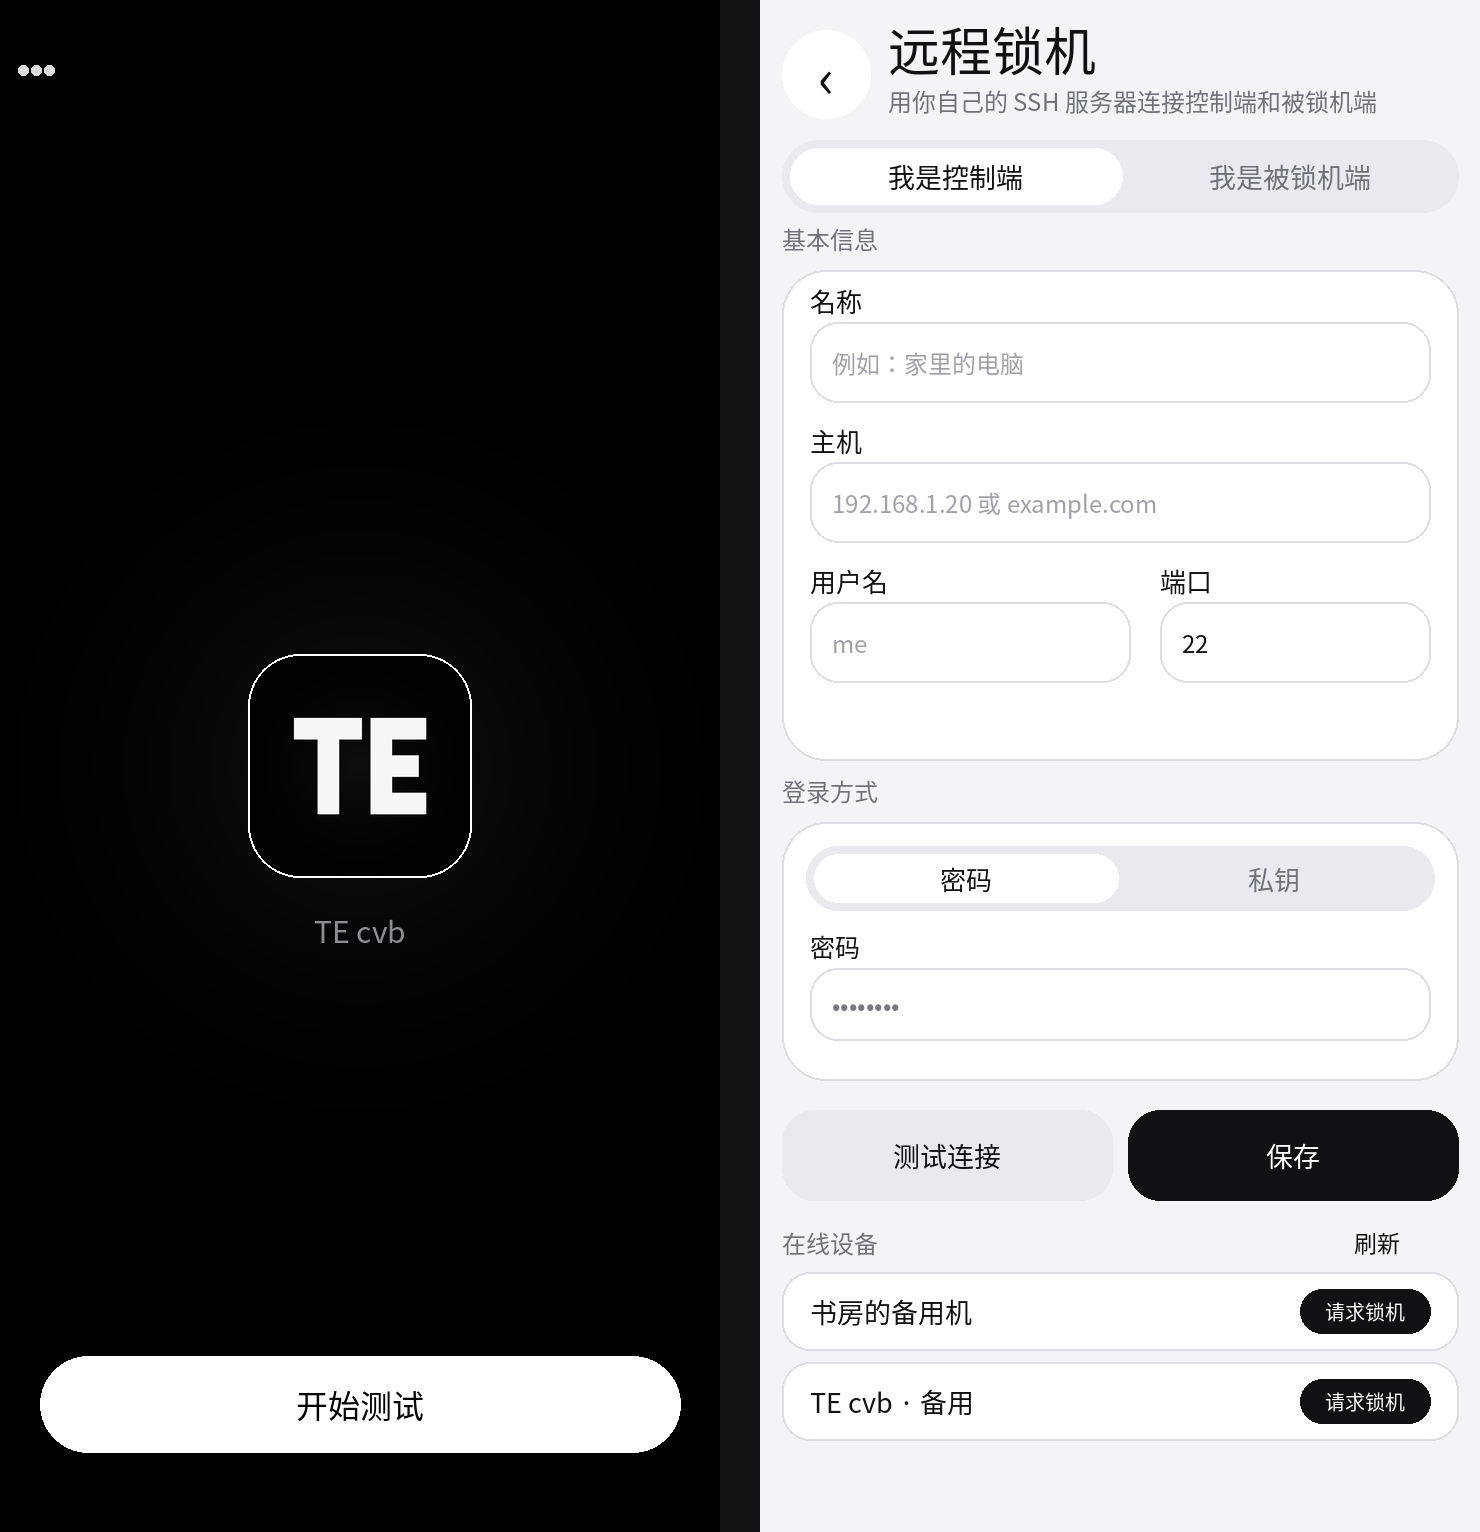 TE
TE cvb
开始测试
远程锁机
用你自己的 SSH 服务器连接控制端和被锁机端
我是控制端
我是被锁机端
基本信息
名称
例如：家里的电脑
主机
192.168.1.20 或 example.com
用户名
端口
me
22
登录方式
密码
私钥
密码
••••••••
测试连接
保存
在线设备
刷新
书房的备用机
请求锁机
TE cvb · 备用
请求锁机